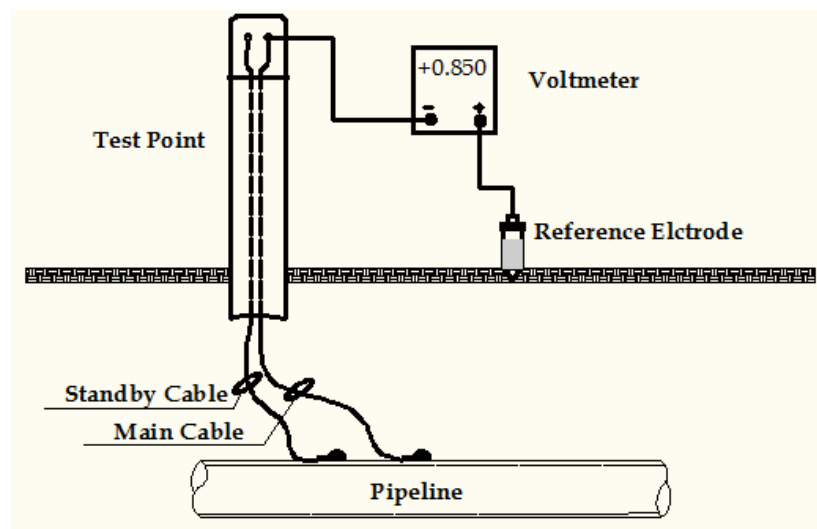 +0.850
Voltmeter
- +
Test Point
Reference Elctrode
Standby Cable
Main Cable
Pipeline